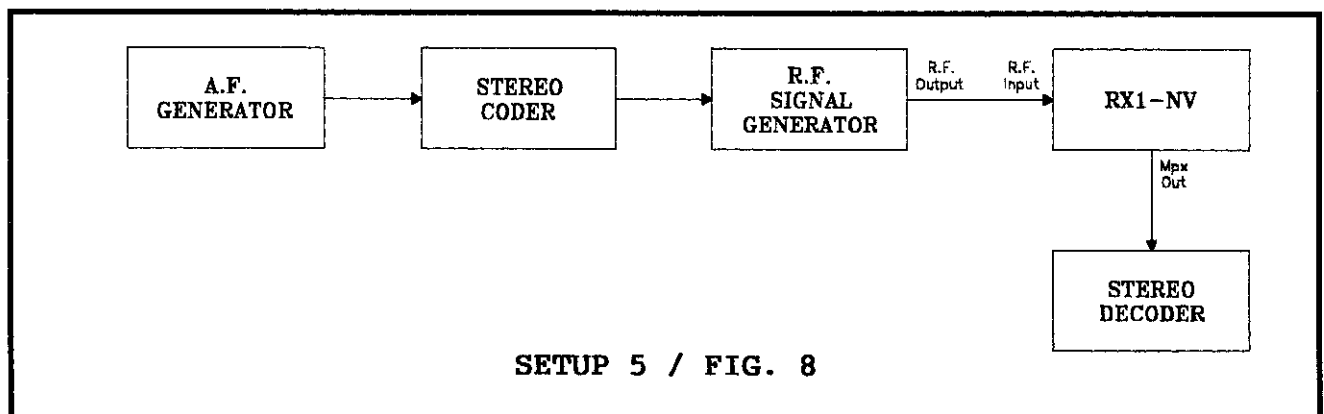 A.F.
GENERATOR
STEREO
CODER
R.F.
SIGNAL
GENERATOR
R.F.
Output
R.F.
Input
RX1-NV
Mpx
Out
STEREO
DECODER
SETUP 5 / FIG. 8